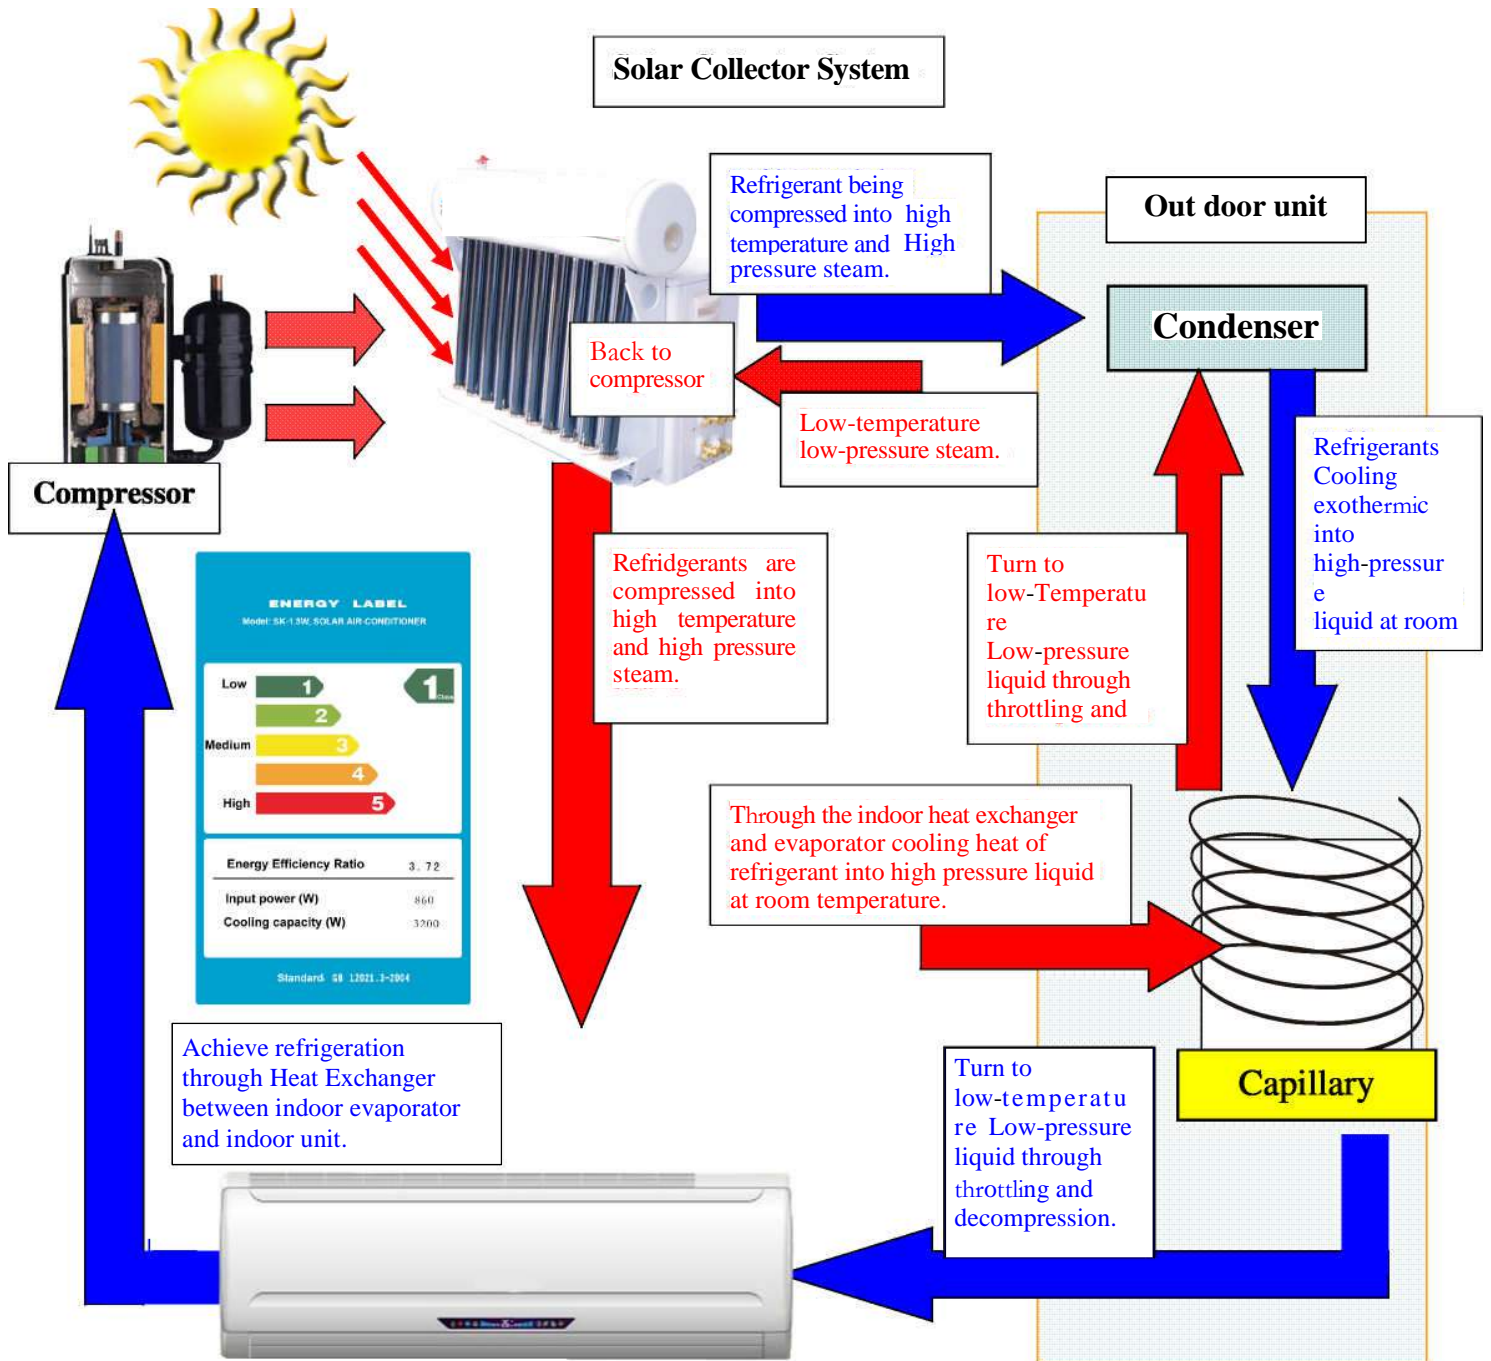 Solar Collector System
Refrigerant being
compressed into high
temperature and High
pressure steam.
Out door unit
Condenser
Back to
compressor
Low-temperature
low-pressure steam.
Compressor
Refrigerants
Cooling
exothermic
into
high-pressur
e
liquid at room
Refridgerants are
compressed into
high temperature
and high pressure
steam.
Turn to
low-Temperatu
re
Low-pressure
liquid through
throttling and
ENERGY LABEL
Model: SK-1.5W, SOLAR AIR-CONDITIONER
Low
1
1
Class
2
Medium
3
4
High
5
Energy Efficiency Ratio 3.72
Input power (W) 860
Cooling capacity (W) 3200
Standard: GB 12021.3-2004
Through the indoor heat exchanger
and evaporator cooling heat of
refrigerant into high pressure liquid
at room temperature.
Achieve refrigeration
through Heat Exchanger
between indoor evaporator
and indoor unit.
Turn to
low-temperatu
re Low-pressure
liquid through
throttling and
decompression.
Capillary